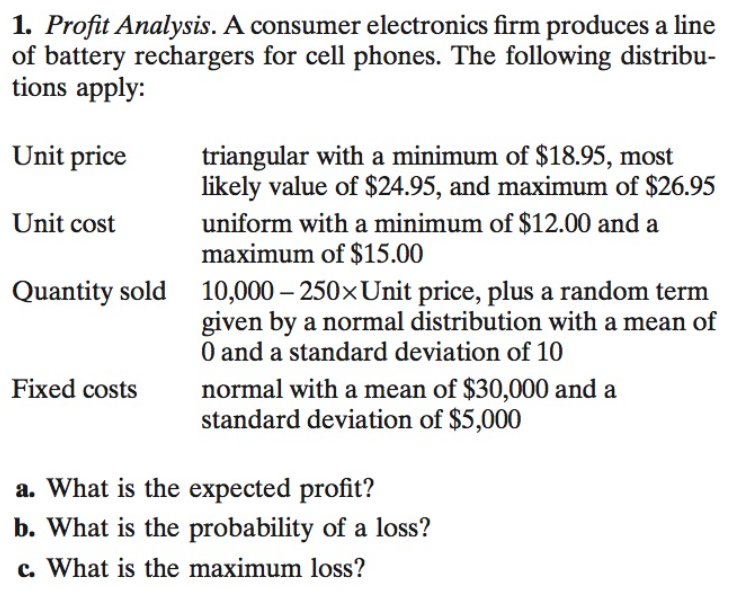 1. Profit Analysis. A consumer electronics firm produces a line
of battery rechargers for cell phones. The following distribu-
tions apply:
Unit price triangular with a minimum of $18.95, most
likely value of $24.95, and maximum of $26.95
Unit cost uniform with a minimum of $12.00 and a
maximum of $15.00
Quantity sold 10,000 – 250×Unit price, plus a random term
given by a normal distribution with a mean of
0 and a standard deviation of 10
Fixed costs normal with a mean of $30,000 and a
standard deviation of $5,000
a. What is the expected profit?
b. What is the probability of a loss?
c. What is the maximum loss?